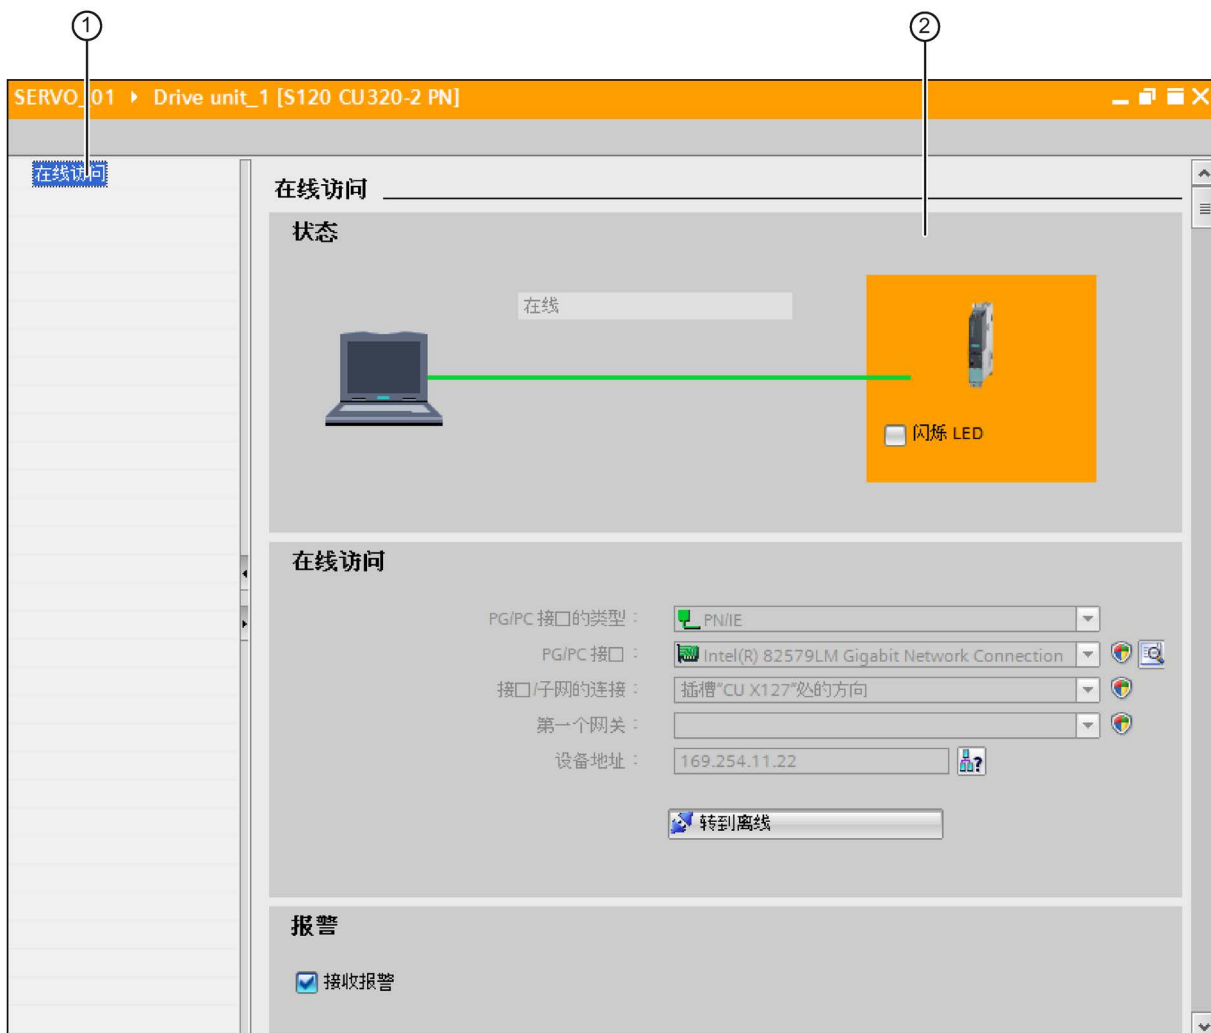 ①
②
SERVO_01 ▸ Drive unit_1 [S120 CU320-2 PN]
在线访问
在线访问
状态
在线
闪烁 LED
在线访问
PG/PC 接口的类型：
PN/IE
PG/PC 接口：
Intel(R) 82579LM Gigabit Network Connection
接口/子网的连接：
插槽“CU X127”处的方向
第一个网关：
设备地址：
169.254.11.22
转到离线
报警
接收报警